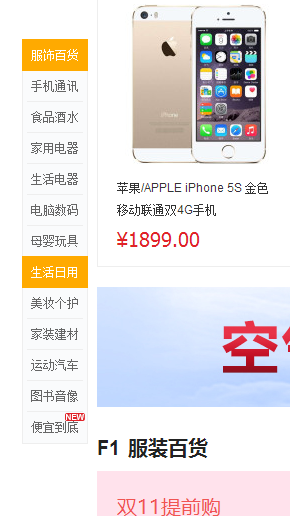 服饰百货
手机通讯
食品酒水
家用电器
生活电器
电脑数码
母婴玩具
生活日用
美妆个护
家装建材
运动汽车
图书音像
便宜到底
NEW
iPhone
苹果/APPLE iPhone 5S 金色
移动联通双4G手机
¥1899.00
空
F1 服装百货
双11提前购